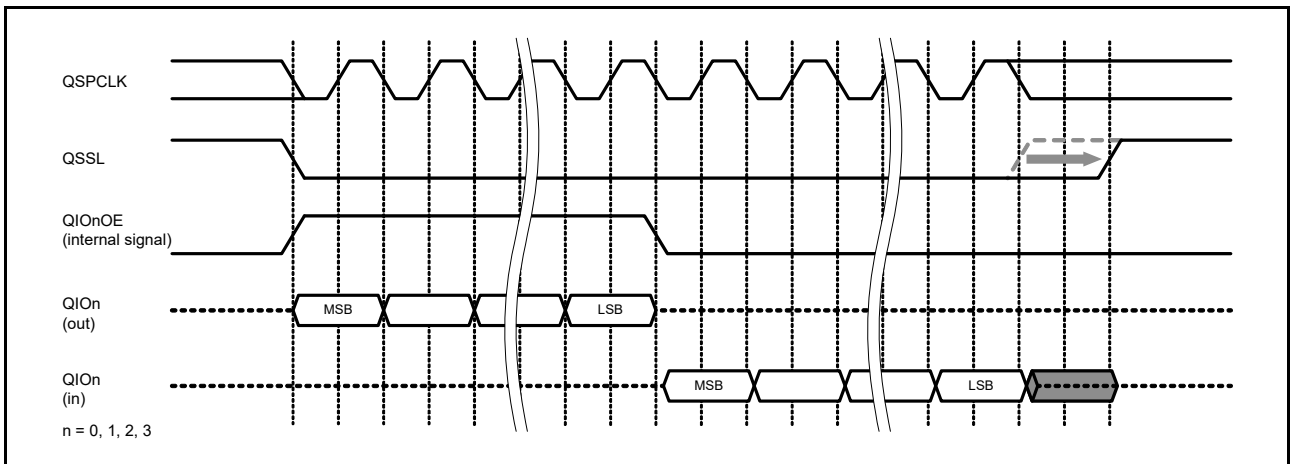 QSPCLK
QSSL
QIOnOE
(internal signal)
QIOn
(out)
MSB
LSB
QIOn
(in)
MSB
LSB
n = 0, 1, 2, 3